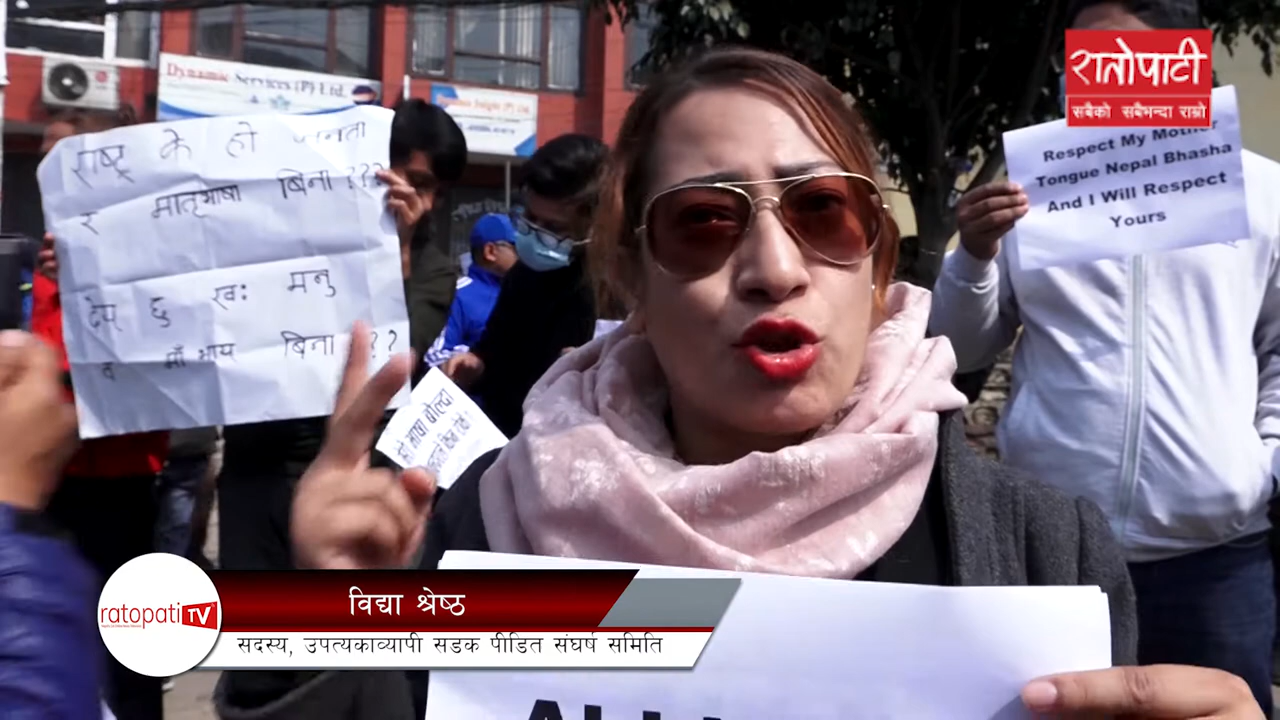 Dynamic Services (P) Ltd.
रातोपाटी
सबैको सबैभन्दा राम्रो
राष्ट्र के हो जनता
र मातृभाषा बिना???
देय् छु खः मनु
व माँ भाय् बिना??
Respect My Mother
Tongue Nepal Bhasha
And I Will Respect
Yours
भाषा बोल्दा
ratopati TV
विद्या श्रेष्ठ
सदस्य, उपत्यकाव्यापी सडक पीडित संघर्ष समिति